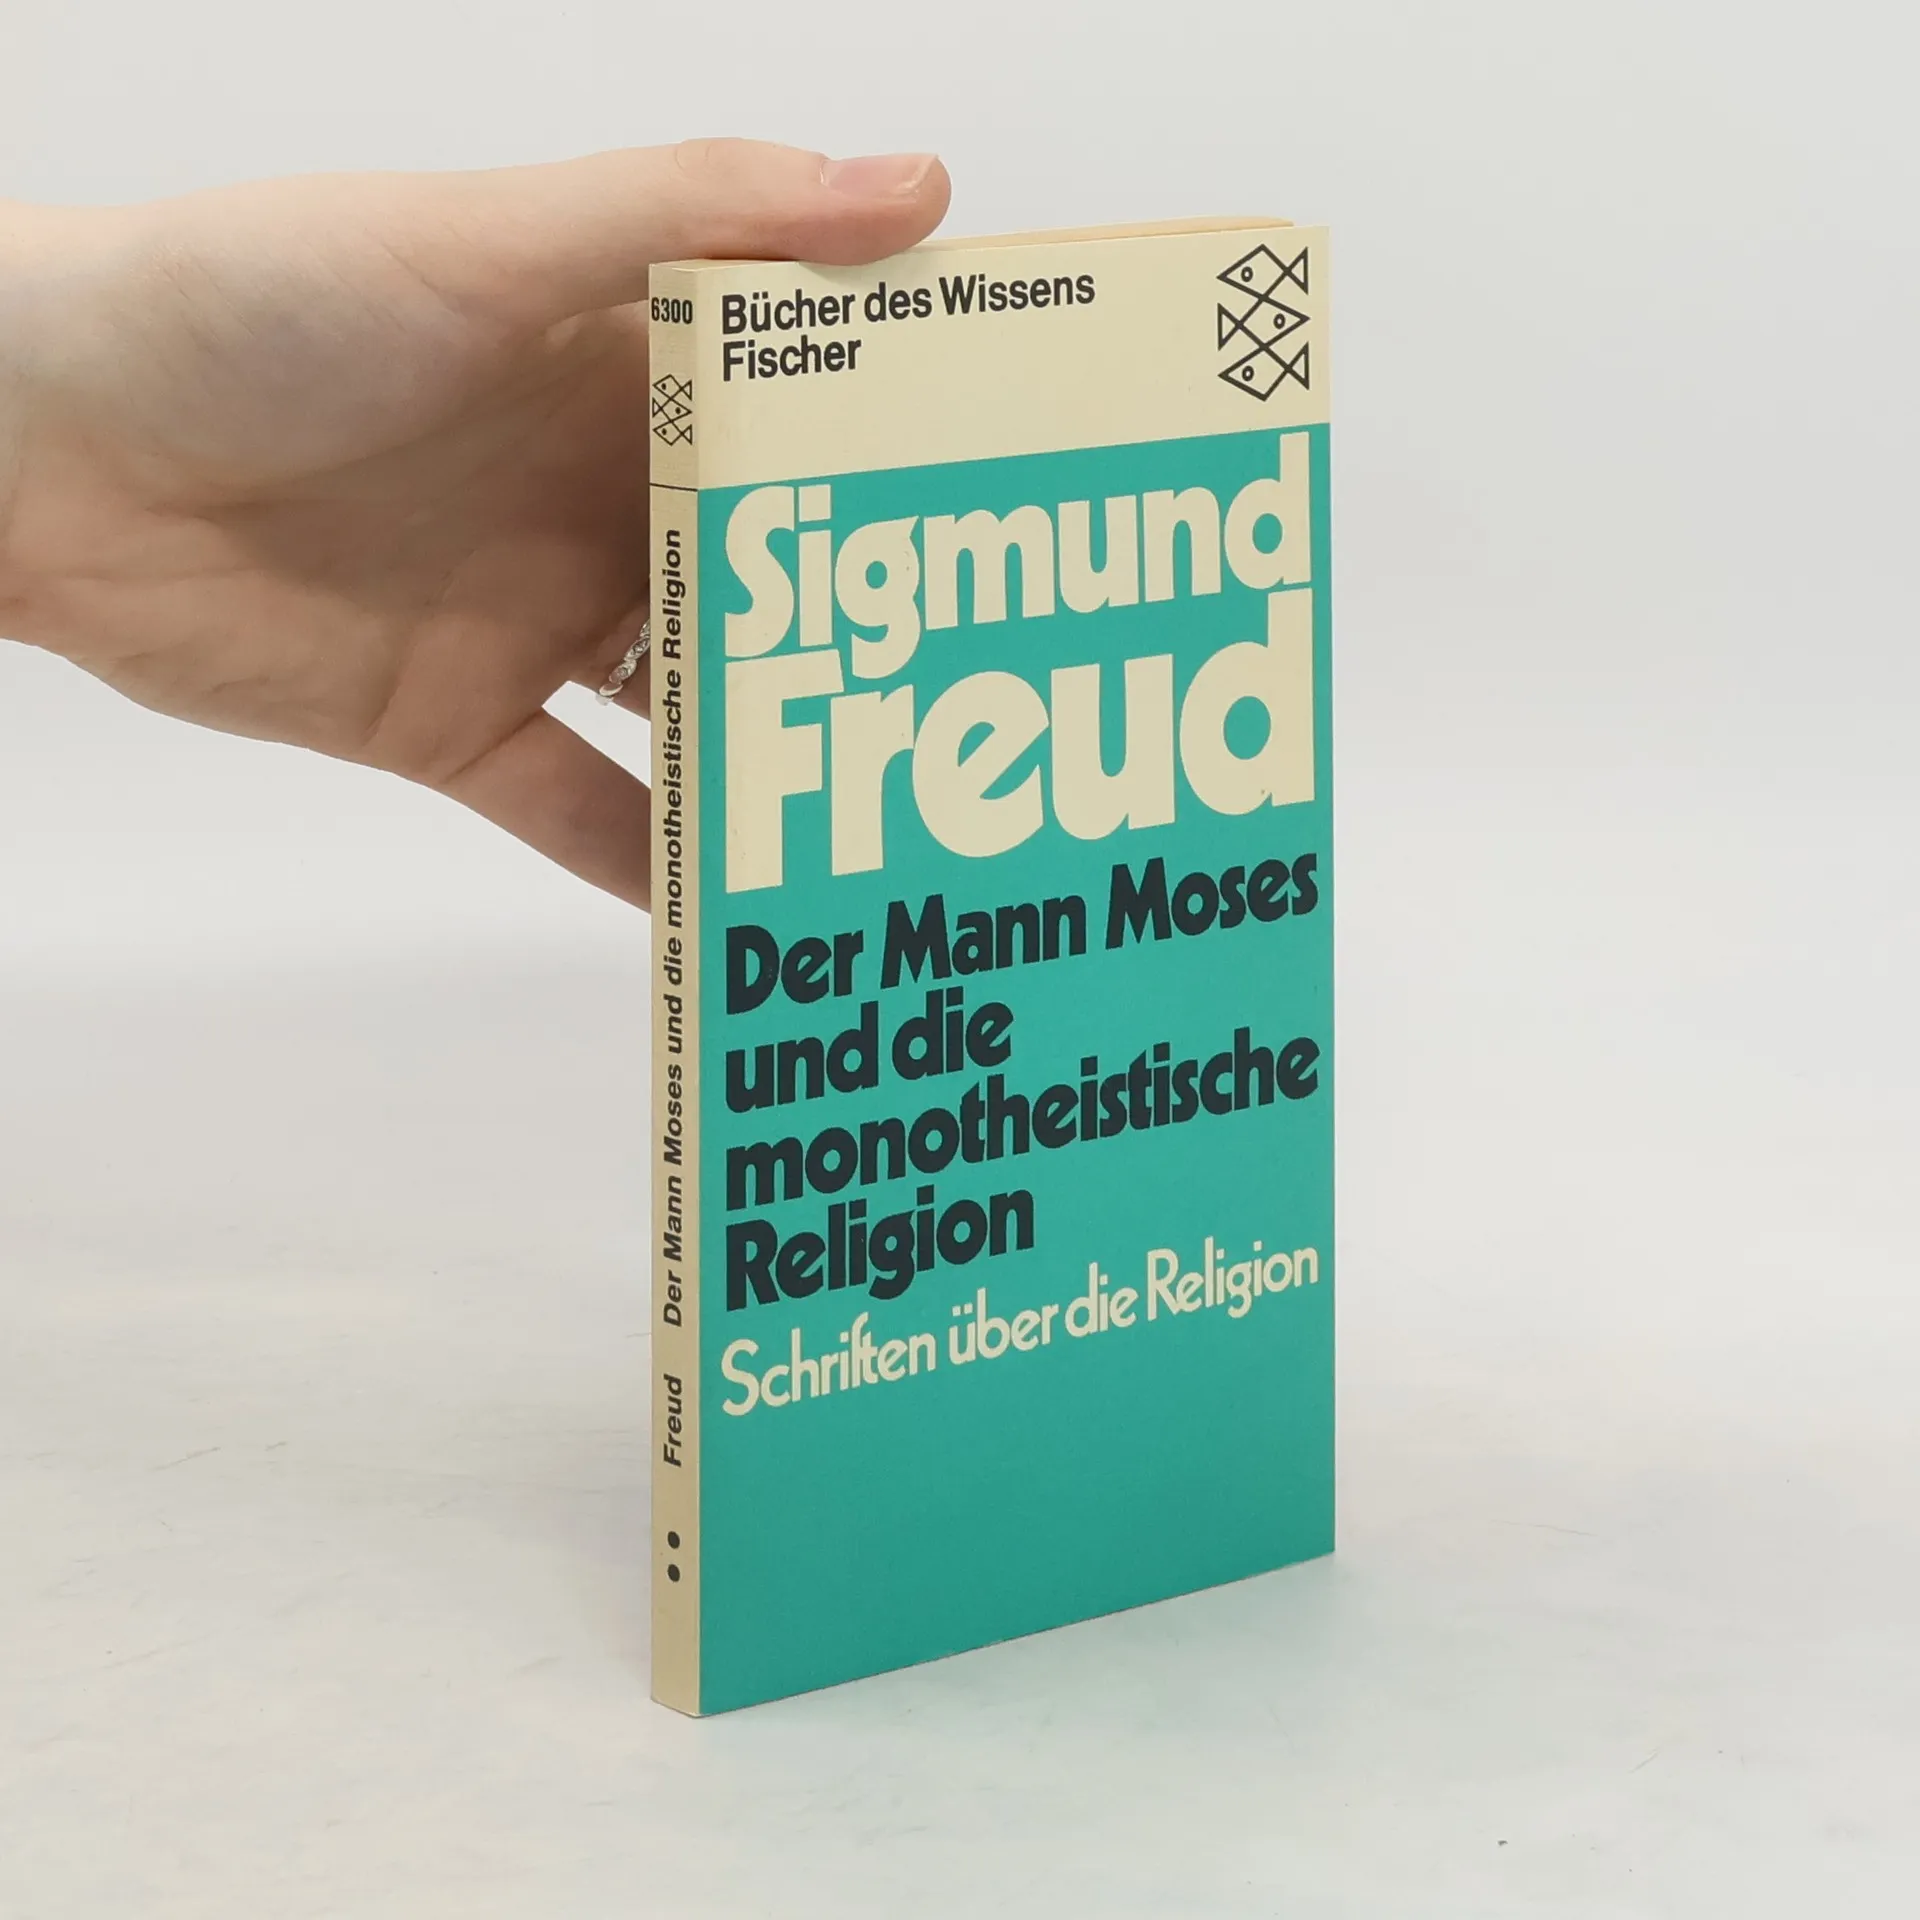 6300
Freud Der Mann Moses und die monotheistische Religion
Bücher des Wissens
Fischer
Sigmund
Freud
Der Mann Moses
und die
monotheistische
Religion
Schriften über die Religion